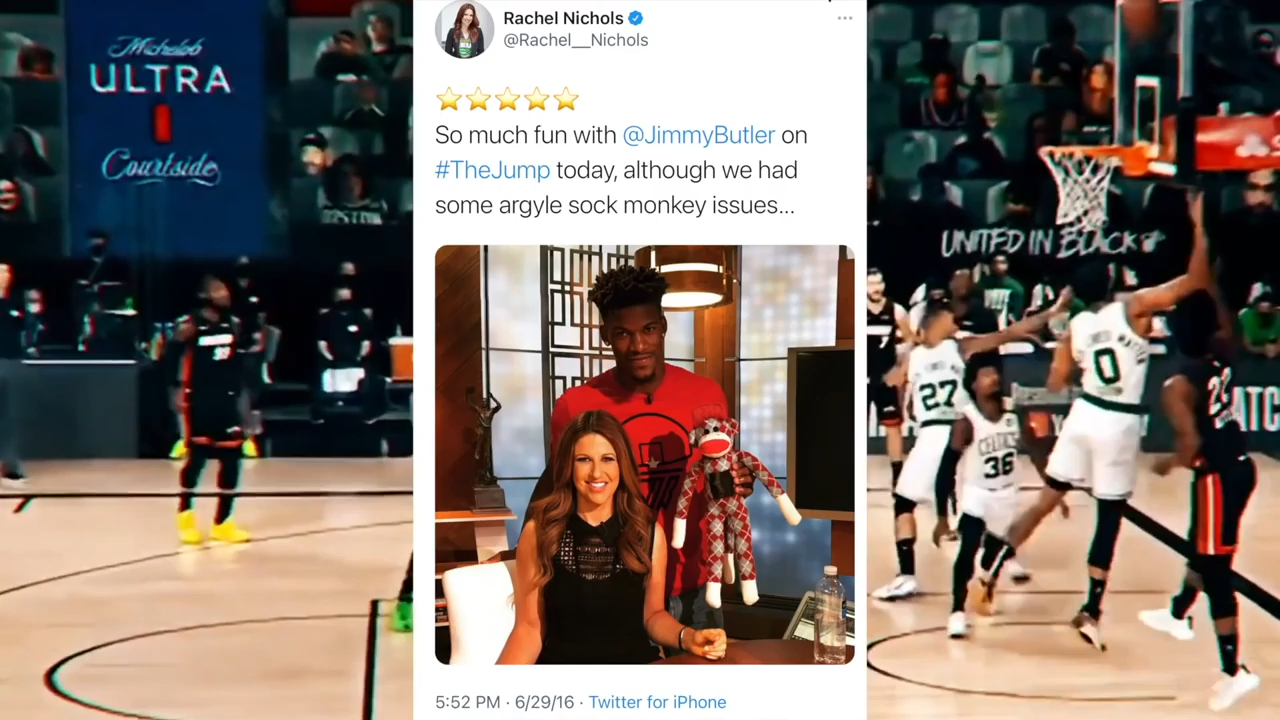 Michelob
ULTRA
Courtside
Rachel Nichols
@Rachel__Nichols
⭐⭐⭐⭐⭐
So much fun with @JimmyButler on
#TheJump today, although we had
some argyle sock monkey issues...
5:52 PM · 6/29/16 · Twitter for iPhone
UNITED IN BLACK
27
0
CELTICS
36